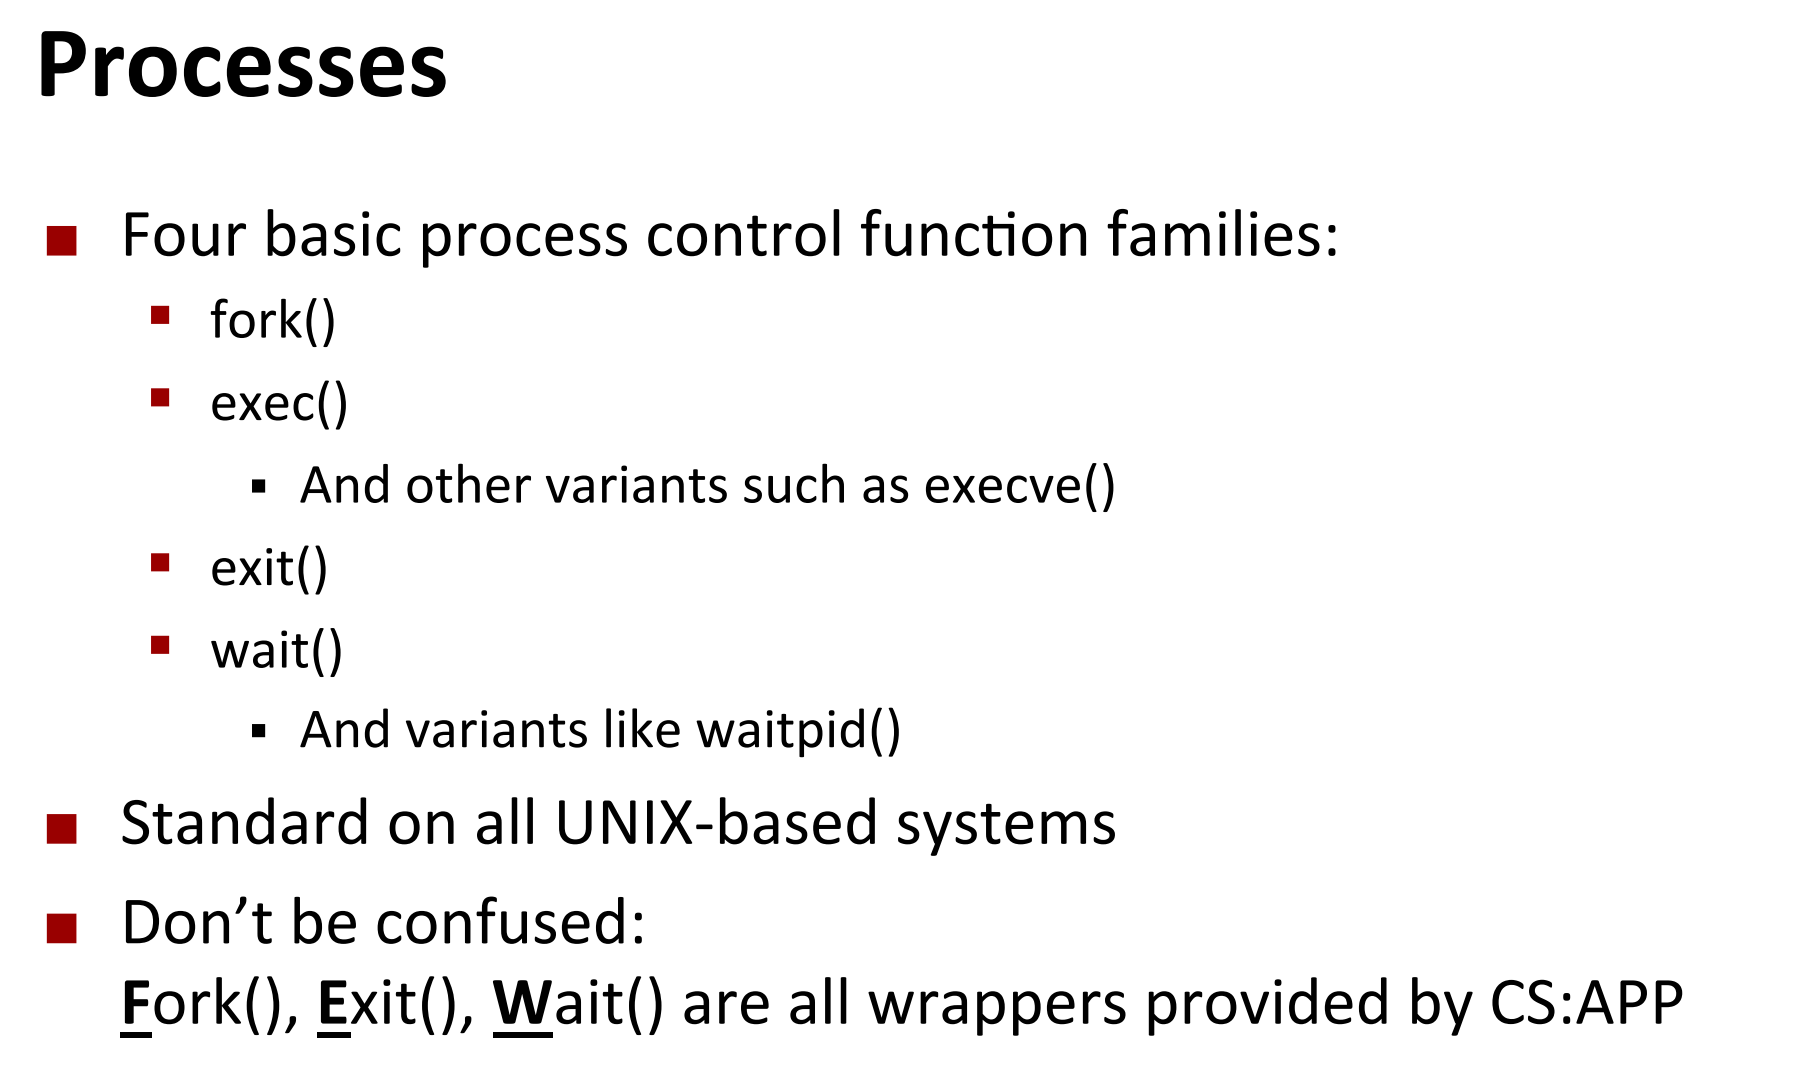 Processes
Four basic process control function families:
fork()
exec()
And other variants such as execve()
exit()
wait()
And variants like waitpid()
Standard on all UNIX-based systems
Don’t be confused:
Fork(), Exit(), Wait() are all wrappers provided by CS:APP